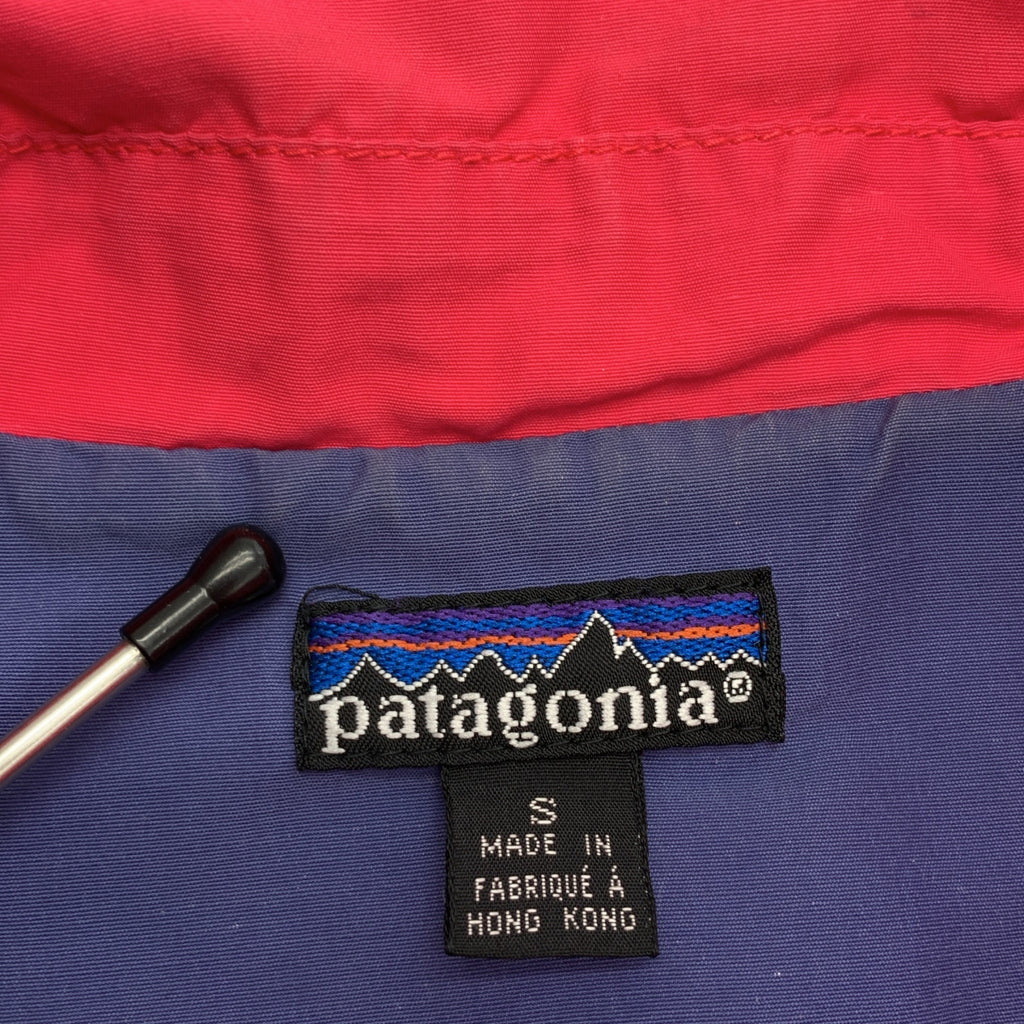 patagonia®
S
MADE IN
FABRIQUÉ Á
HONG KONG